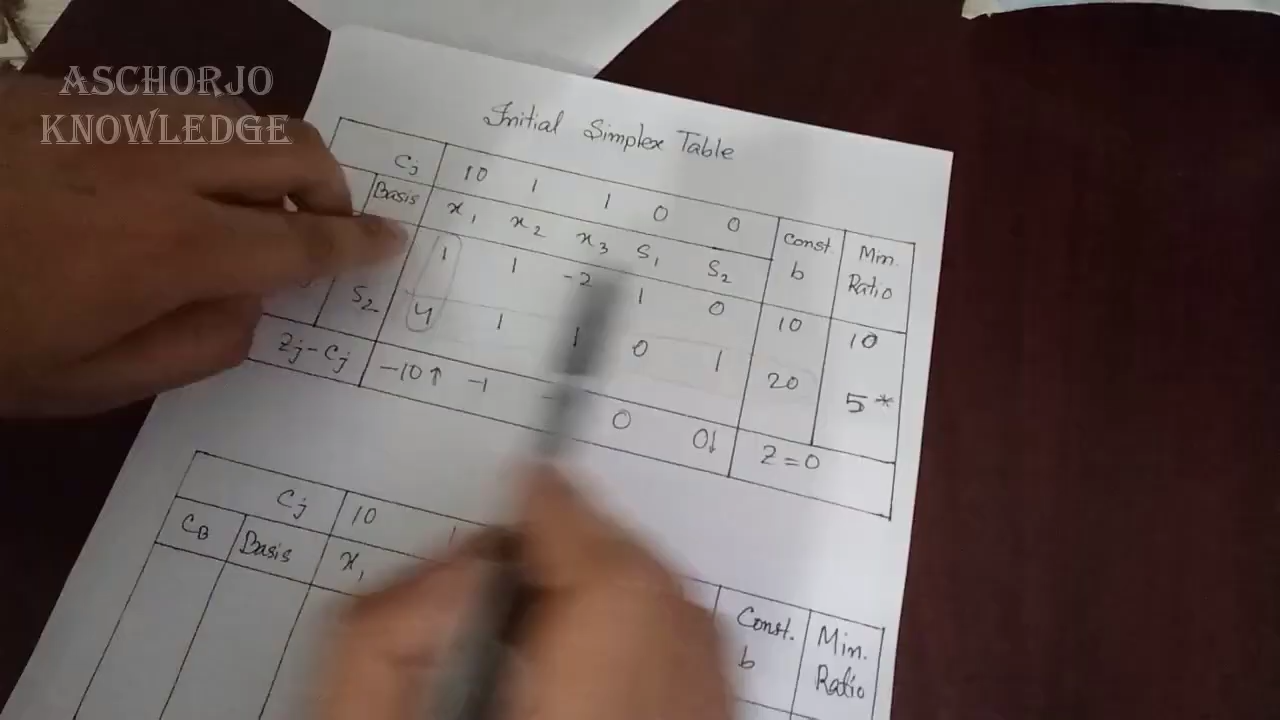 ASCHORJO
KNOWLEDGE
Initial Simplex Table
Cj 10 1 1 0 0
Basis x₁ x₂ x₃ S₁ S₂ Const. b Min. Ratio
1 1 -2 1 0 10 10
S₂ 4 1 1 0 1 20 5*
Zj-Cj -10↑ -1 0 0↓ Z=0
Cj 10 1
CB Basis x₁ Const. b Min. Ratio